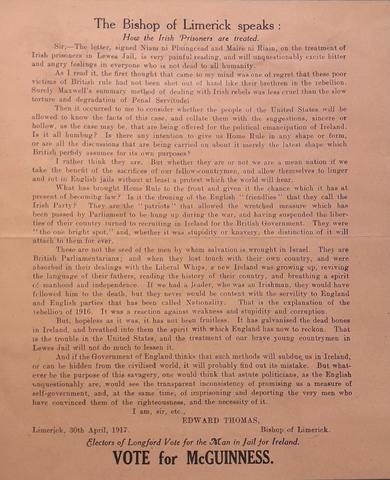 The Bishop of Limerick speaks:
How the Irish Prisoners are treated.
Sir,—The letter, signed Niam ni Pluingcead and Maire ni Riain, on the treatment of
Irish prisoners in Lewes Jail, is very painful reading, and will unquestionably excite bitter
and angry feelings in everyone who is not dead to all humanity.
As I read it, the first thought that came to my mind was one of regret that these poor
victims of British rule had not been shot out of hand like their brethren in the rebellion.
Surely Maxwell's summary method of dealing with Irish rebels was less cruel than the slow
torture and degradation of Penal Servitude!
Then it occurred to me to consider whether the people of the United States will be
allowed to know the facts of this case, and collate them with the suggestions, sincere or
hollow, as the case may be, that are being offered for the political emancipation of Ireland.
Is it all humbug? Is there any intention to give us Home Rule in any shape or form,
or are all the discussions that are being carried on about it merely the latest shape which
British perfidy assumes for its own purposes?
I rather think they are. But whether they are or not we are a mean nation if we
take the benefit of the sacrifices of our fellow-countrymen, and allow themselves to linger
and rot in English jails without at least a protest which the world will hear.
What has brought Home Rule to the front and given it the chance which it has at
present of becoming law? Is it the droning of the English "friendlies" that they call the
Irish Party? They are the "patriots" that allowed the wretched measure which has
been passed by Parliament to be hung up during the war, and having suspended the liber-
ties of their country turned to recruiting in Ireland for the British Government. They were
"the one bright spot," and, whether it was stupidity or knavery, the distinction of it will
attach to them for ever.
These are not the seed of the men by whom salvation is wrought in Israel. They are
British Parliamentarians; and when they lost touch with their own country, and were
absorbed in their dealings with the Liberal Whips, a new Ireland was growing up, reviving
the language of their fathers, reading the history of their country, and breathing a spirit
of manhood and independence. If we had a leader, who was an Irishman, they would have
followed him to the death, but they never would be content with the servility to England
and English parties that has been called Nationality. That is the explanation of the
rebellion of 1916. It was a reaction against weakness and stupidity and corruption.
But, hopeless as it was, it has not been fruitless. It has galvanised the dead bones
in Ireland, and breathed into them the spirit with which England has now to reckon. That
is the trouble in the United States, and the treatment of our brave young countrymen in
Lewes Jail will not do much to lessen it.
And if the Government of England thinks that such methods will subdue us in Ireland,
or can be hidden from the civilised world, it will probably find out its mistake. But what-
ever be the purpose of this savagery, one would think that astute politicians, as the English
unquestionably are, would see the transparent inconsistency of promising us a measure of
self-government, and, at the same time, of imprisoning and deporting the very men who
have convinced them of the righteousness, and the necessity of it.
I am, sir, etc.,
EDWARD THOMAS,
Limerick, 30th April, 1917. Bishop of Limerick.
Electors of Longford Vote for the Man in Jail for Ireland.
VOTE for McGUINNESS.